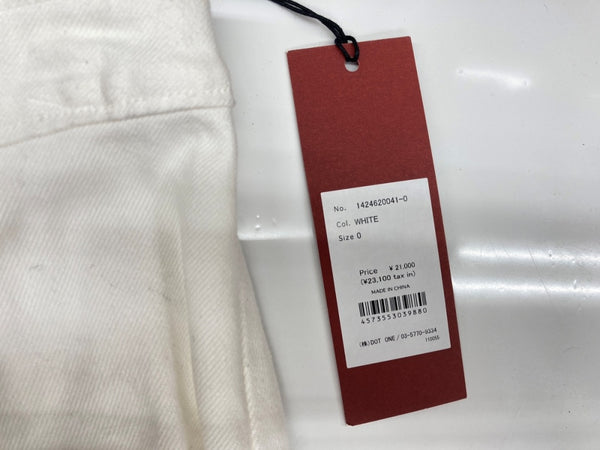 No. 1424620041-0
Col. WHITE
Size 0
Price ¥ 21,000
(¥23,100 tax in)
MADE IN CHINA
4573553039880
(株)DOT ONE / 03-5770-9334
110055